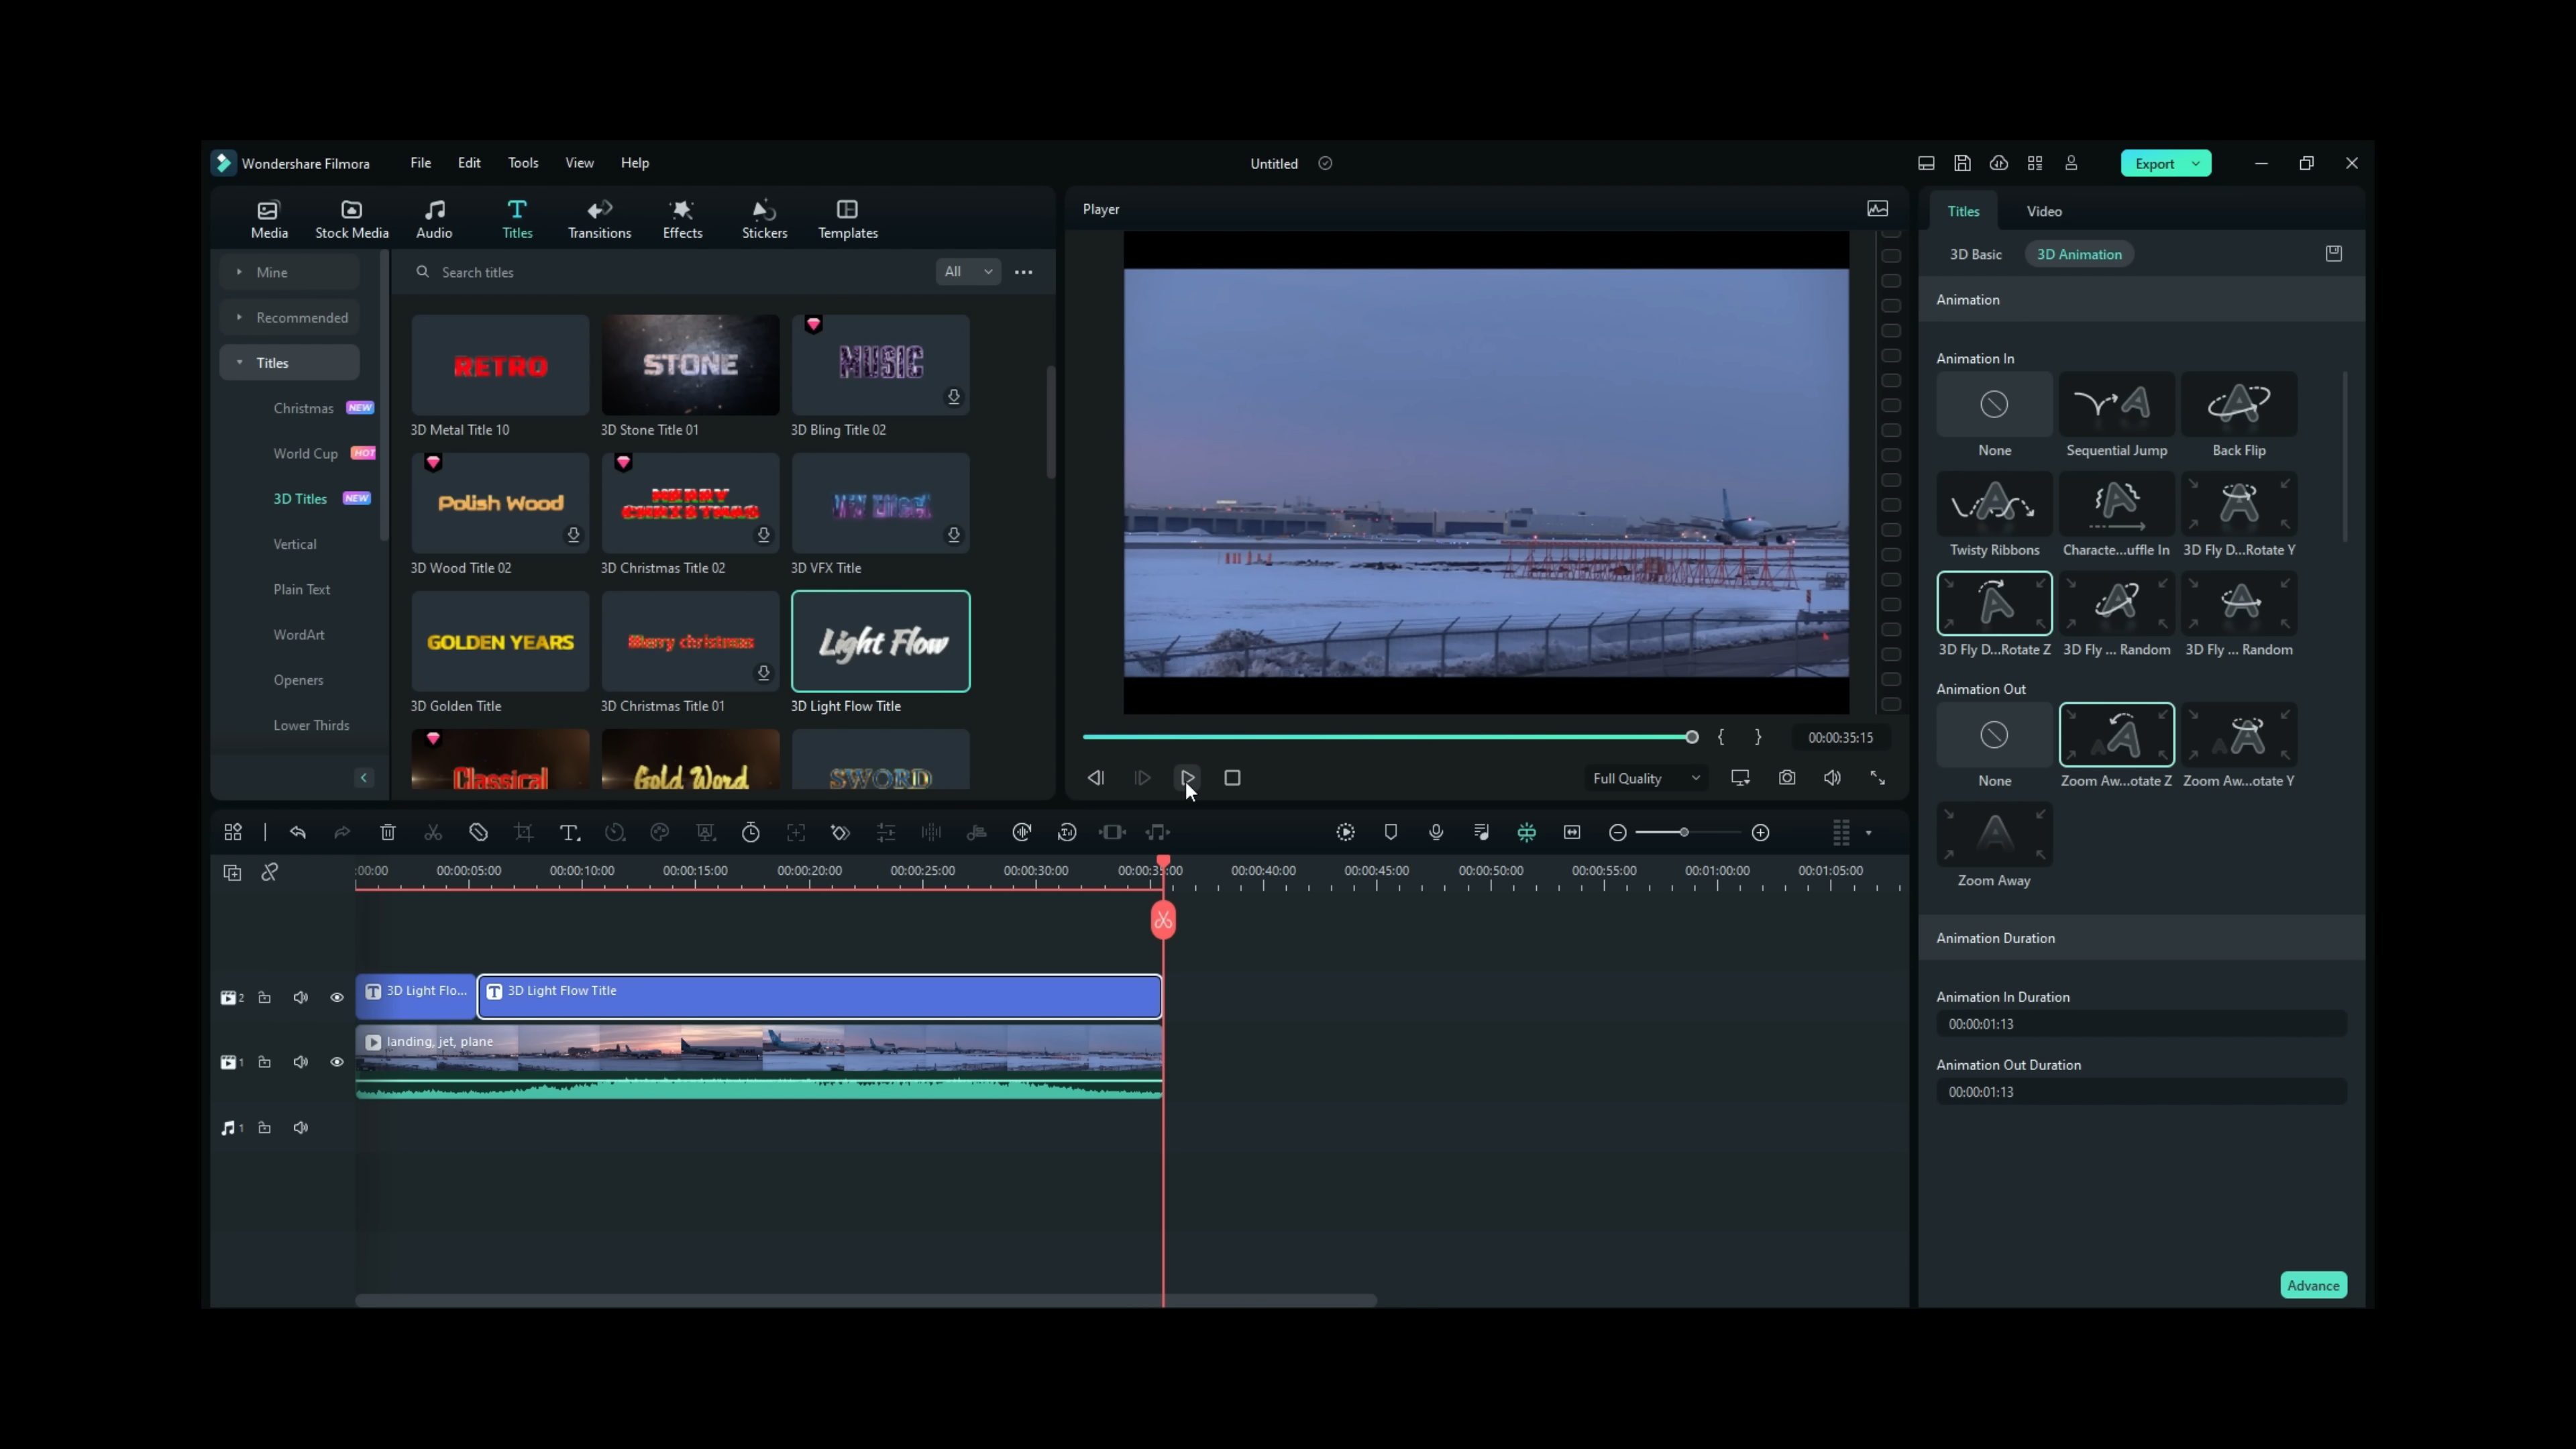 Wondershare Filmora
File
Edit
Tools
View
Help
Untitled
Export
Media
Stock Media
Audio
Titles
Transitions
Effects
Stickers
Templates
Mine
Recommended
Titles
Christmas NEW
World Cup HOT
3D Titles NEW
Vertical
Plain Text
WordArt
Openers
Lower Thirds
Search titles
All
RETRO
STONE
MUSIC
3D Metal Title 10
3D Stone Title 01
3D Bling Title 02
Polish Wood
MERRY
CHRISTMAS
3D Wood Title 02
3D Christmas Title 02
3D VFX Title
GOLDEN YEARS
Merry christmas
Light Flow
3D Golden Title
3D Christmas Title 01
3D Light Flow Title
Classical
Gold Word
SWORD
Player
00:00:35:15
Full Quality
Titles
Video
3D Basic
3D Animation
Animation
Animation In
None
Sequential Jump
Back Flip
Twisty Ribbons
Characte...uffle In
3D Fly D...Rotate Y
3D Fly D...Rotate Z
3D Fly ... Random
3D Fly ... Random
Animation Out
None
Zoom Aw...otate Z
Zoom Aw...otate Y
Zoom Away
Animation Duration
Animation In Duration
00:00:01:13
Animation Out Duration
00:00:01:13
Advance
:00:00
00:00:05:00
00:00:10:00
00:00:15:00
00:00:20:00
00:00:25:00
00:00:30:00
00:00:35:00
00:00:40:00
00:00:45:00
00:00:50:00
00:00:55:00
00:01:00:00
00:01:05:00
2
T 3D Light Flo...
T 3D Light Flow Title
1
landing, jet, plane
1